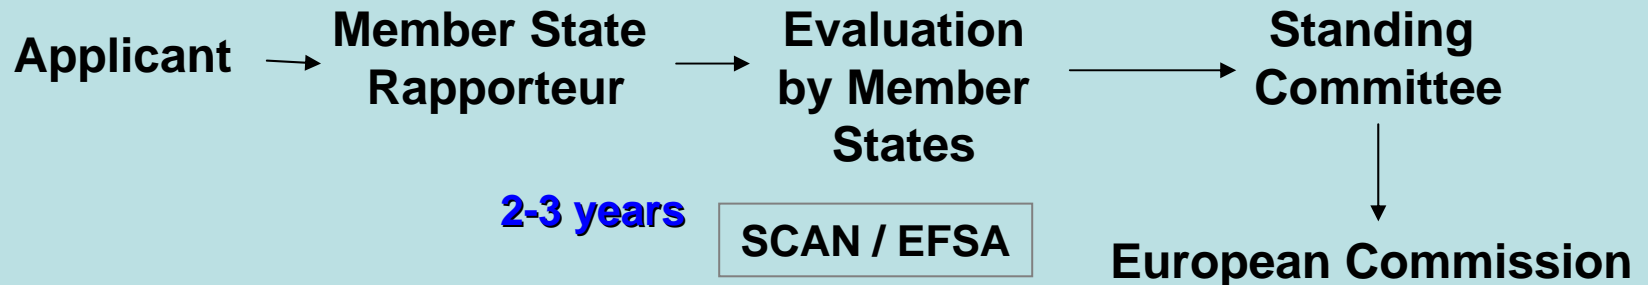 Applicant
Member State
Rapporteur
Evaluation
by Member
States
Standing
Committee
2-3 years
SCAN / EFSA
European Commission